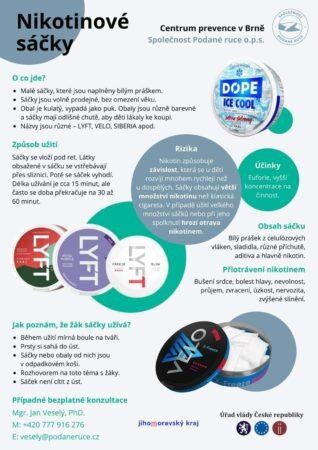 Nikotinové
sáčky
Centrum prevence v Brně
Společnost Podané ruce o.p.s.
SPOLEČNOST
PODANÉ RUCE
O co jde?
• Malé sáčky, které jsou naplněny bílým práškem.
• Sáčky jsou volně prodejné, bez omezení věku.
• Obal je kulatý, vypadá jako puk. Obaly jsou různě barevné
a sáčky mají odlišné chutě, aby děti lákaly ke koupi.
• Názvy jsou různé – LYFT, VELO, SIBERIA apod.
DOPE
ICE COOL
Způsob užití
Sáčky se vloží pod ret. Látky
obsažené v sáčku se vstřebávají
přes sliznici. Poté se sáček vyhodí.
Délka užívání je cca 15 minut, ale
často se doba překračuje na 30 až
60 minut.
Rizika
Nikotin způsobuje
závislost, která se u dětí
rozvíjí mnohem rychleji než
u dospělých. Sáčky obsahují větší
množství nikotinu než klasická
cigareta. V případě užití velkého
množství sáčků nebo při jeho
spolknutí hrozí otrava
nikotinem.
Účinky
Euforie, vyšší
koncentrace na
činnost.
Obsah sáčku
Bílý prášek z celulózových
vláken, sladidla, různé příchutě,
aditiva a hlavně nikotin.
Přiotrávení nikotinem
Bušení srdce, bolest hlavy, nevolnost,
průjem, zvracení, úzkost, nervozita,
zvýšené slinění.
LYFT
LYFT
LYFT
Jak poznám, že žák sáčky užívá?
• Během užití mírná boule na tváři.
• Prsty si sahá do úst.
• Sáčky nebo obaly od nich jsou
v odpadkovém koši.
• Rozhovorem na toto téma s žáky.
• Sáček není cítit z úst.
Případné bezplatné konzultace
Mgr. Jan Veselý, PhD.
M: +420 777 916 276
E: vesely@podaneruce.cz
jihomoravský kraj
Úřad vlády České republiky